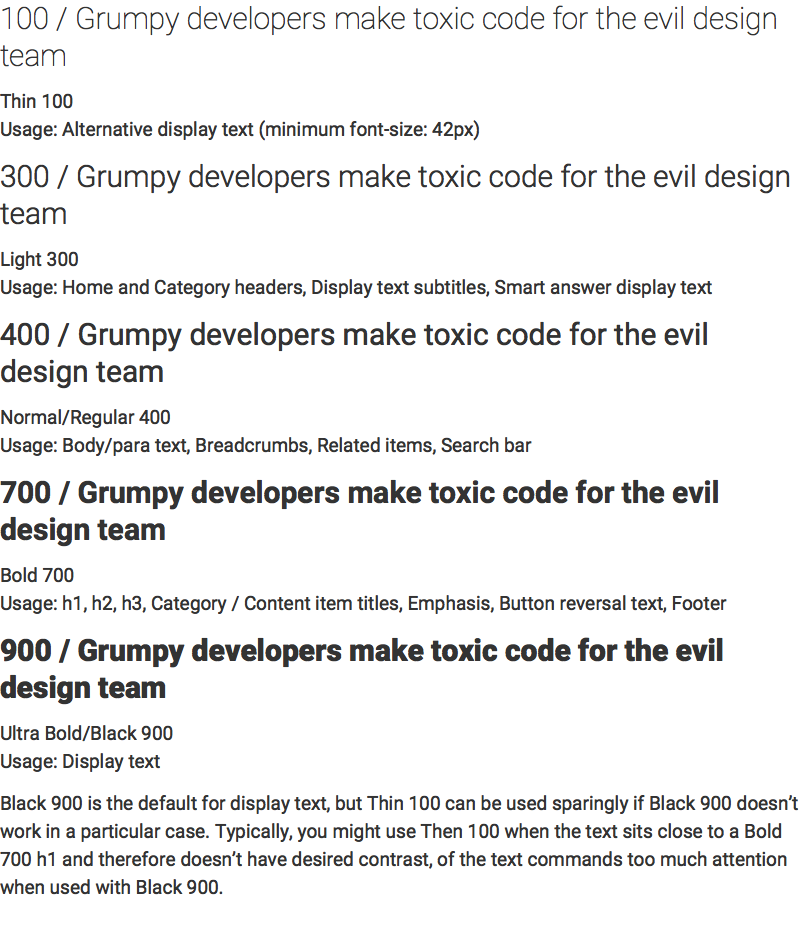 100 / Grumpy developers make toxic code for the evil design
team
Thin 100
Usage: Alternative display text (minimum font-size: 42px)
300 / Grumpy developers make toxic code for the evil design
team
Light 300
Usage: Home and Category headers, Display text subtitles, Smart answer display text
400 / Grumpy developers make toxic code for the evil
design team
Normal/Regular 400
Usage: Body/para text, Breadcrumbs, Related items, Search bar
700 / Grumpy developers make toxic code for the evil
design team
Bold 700
Usage: h1, h2, h3, Category / Content item titles, Emphasis, Button reversal text, Footer
900 / Grumpy developers make toxic code for the evil
design team
Ultra Bold/Black 900
Usage: Display text
Black 900 is the default for display text, but Thin 100 can be used sparingly if Black 900 doesn’t
work in a particular case. Typically, you might use Then 100 when the text sits close to a Bold
700 h1 and therefore doesn’t have desired contrast, of the text commands too much attention
when used with Black 900.